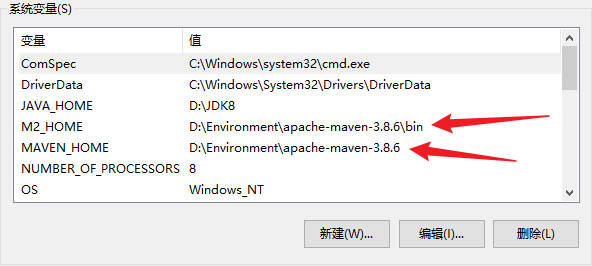 系统变量(S)
变量 值
ComSpec C:\Windows\system32\cmd.exe
DriverData C:\Windows\System32\Drivers\DriverData
JAVA_HOME D:\JDK8
M2_HOME D:\Environment\apache-maven-3.8.6\bin
MAVEN_HOME D:\Environment\apache-maven-3.8.6
NUMBER_OF_PROCESSORS 8
OS Windows_NT
新建(W)... 编辑(I)... 删除(L)